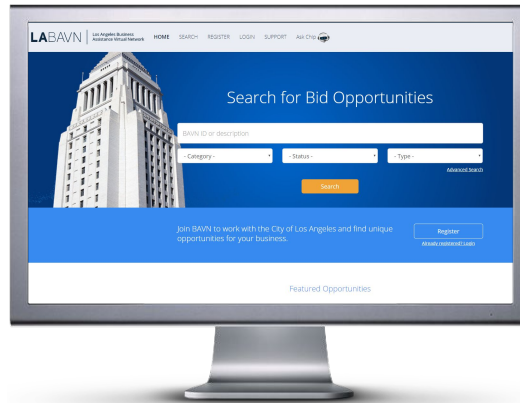 LABAVN
Los Angeles Business
Assistance Virtual Network
HOME SEARCH REGISTER LOGIN SUPPORT Ask Chip
Search for Bid Opportunities
BAVN ID or description
- Category - - Status - - Type -
Advanced Search
Search
Join BAVN to work with the City of Los Angeles and find unique
opportunities for your business.
Register
Already registered? Login
Featured Opportunities